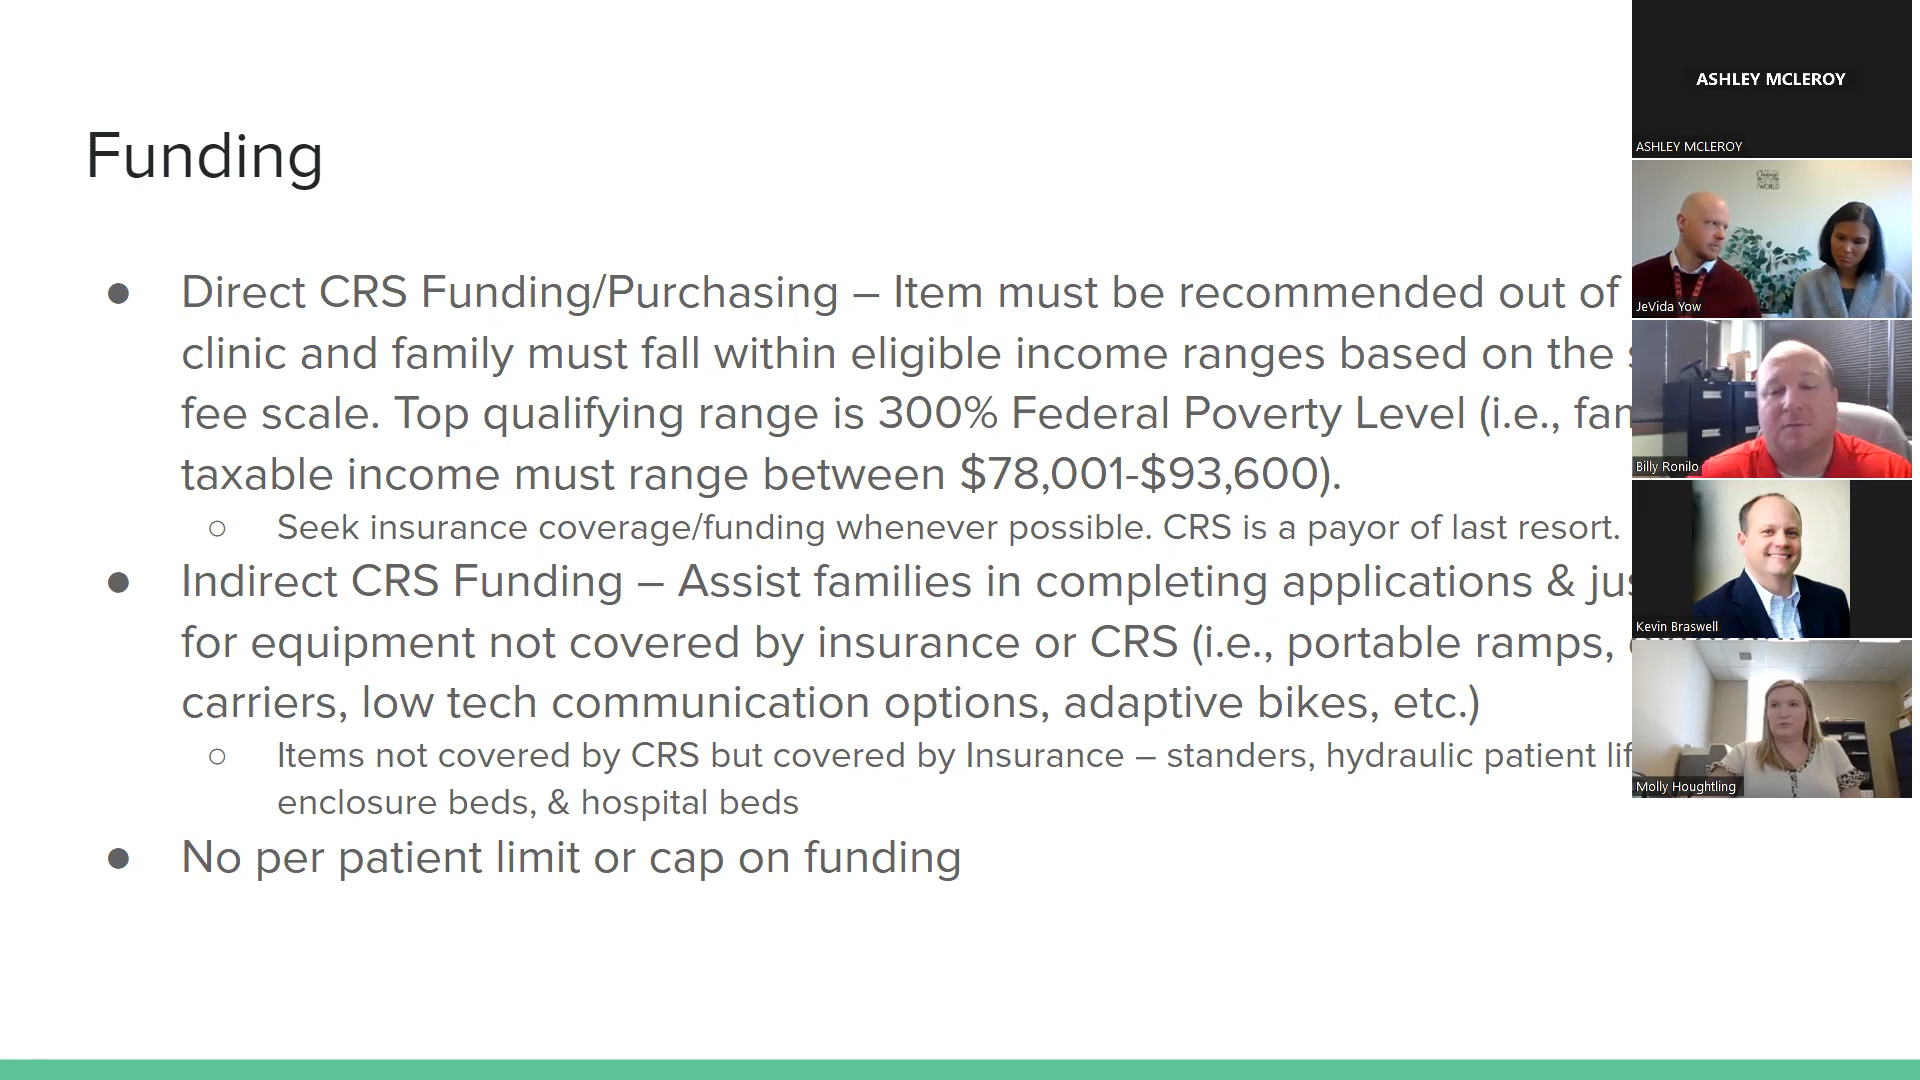 Funding
● Direct CRS Funding/Purchasing – Item must be recommended out of
clinic and family must fall within eligible income ranges based on the
fee scale. Top qualifying range is 300% Federal Poverty Level (i.e.,
taxable income must range between $78,001-$93,600).
○ Seek insurance coverage/funding whenever possible. CRS is a payor of last resort.
● Indirect CRS Funding – Assist families in completing applications &
for equipment not covered by insurance or CRS (i.e., portable ramps,
carriers, low tech communication options, adaptive bikes, etc.)
○ Items not covered by CRS but covered by Insurance – standers, hydraulic patient
enclosure beds, & hospital beds
● No per patient limit or cap on funding
ASHLEY MCLEROY
ASHLEY MCLEROY
Change
WORLD
JeVida Yow
Billy Ronilo
Kevin Braswell
Molly Houghtling